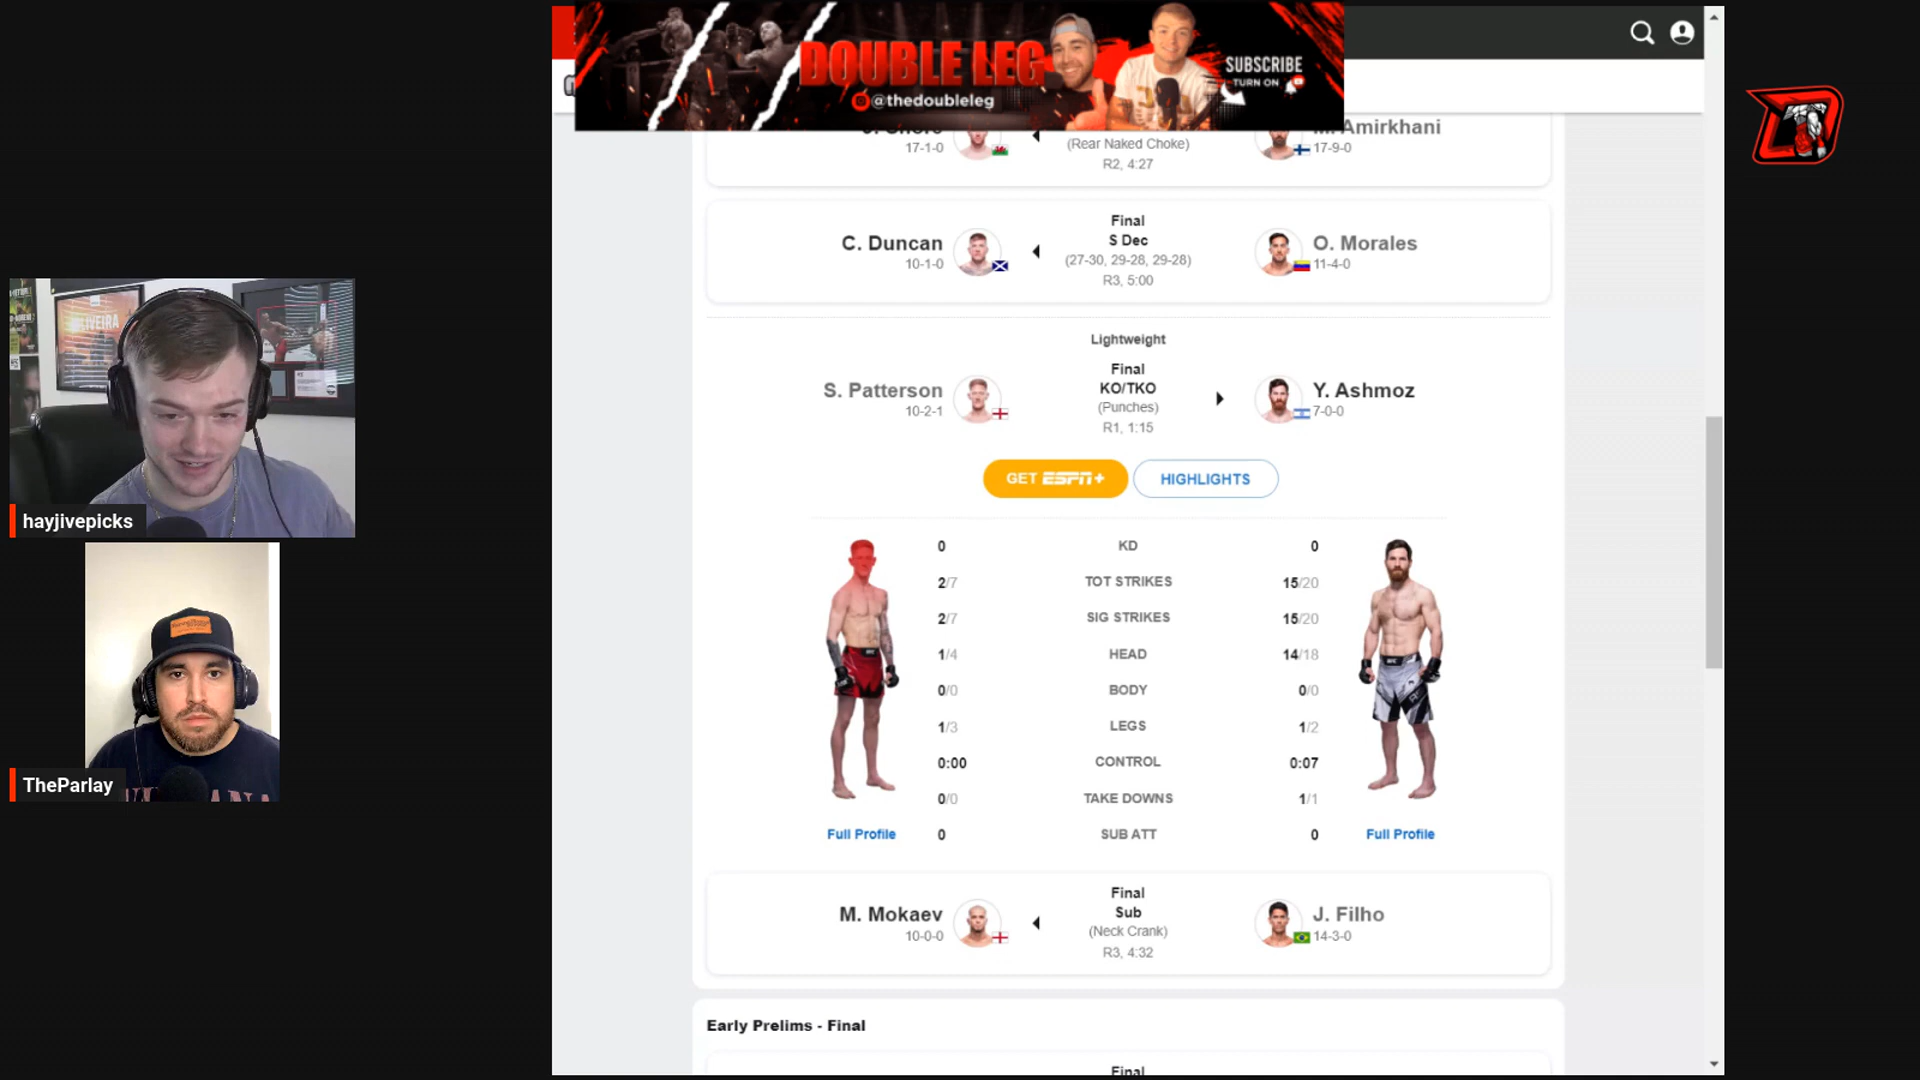 DOUBLE LEG
@thedoubleleg
SUBSCRIBE
TURN ON
17-1-0
(Rear Naked Choke)
R2, 4:27
M. Amirkhani
17-9-0
C. Duncan
10-1-0
Final
S Dec
(27-30, 29-28, 29-28)
R3, 5:00
O. Morales
11-4-0
Lightweight
S. Patterson
10-2-1
Final
KO/TKO
(Punches)
R1, 1:15
Y. Ashmoz
7-0-0
GET ESPN+
HIGHLIGHTS
0 KD 0
2/7 TOT STRIKES 15/20
2/7 SIG STRIKES 15/20
1/4 HEAD 14/18
0/0 BODY 0/0
1/3 LEGS 1/2
0:00 CONTROL 0:07
0/0 TAKE DOWNS 1/1
Full Profile 0 SUB ATT 0 Full Profile
M. Mokaev
10-0-0
Final
Sub
(Neck Crank)
R3, 4:32
J. Filho
14-3-0
Early Prelims - Final
Final
hayjivepicks
TheParlay